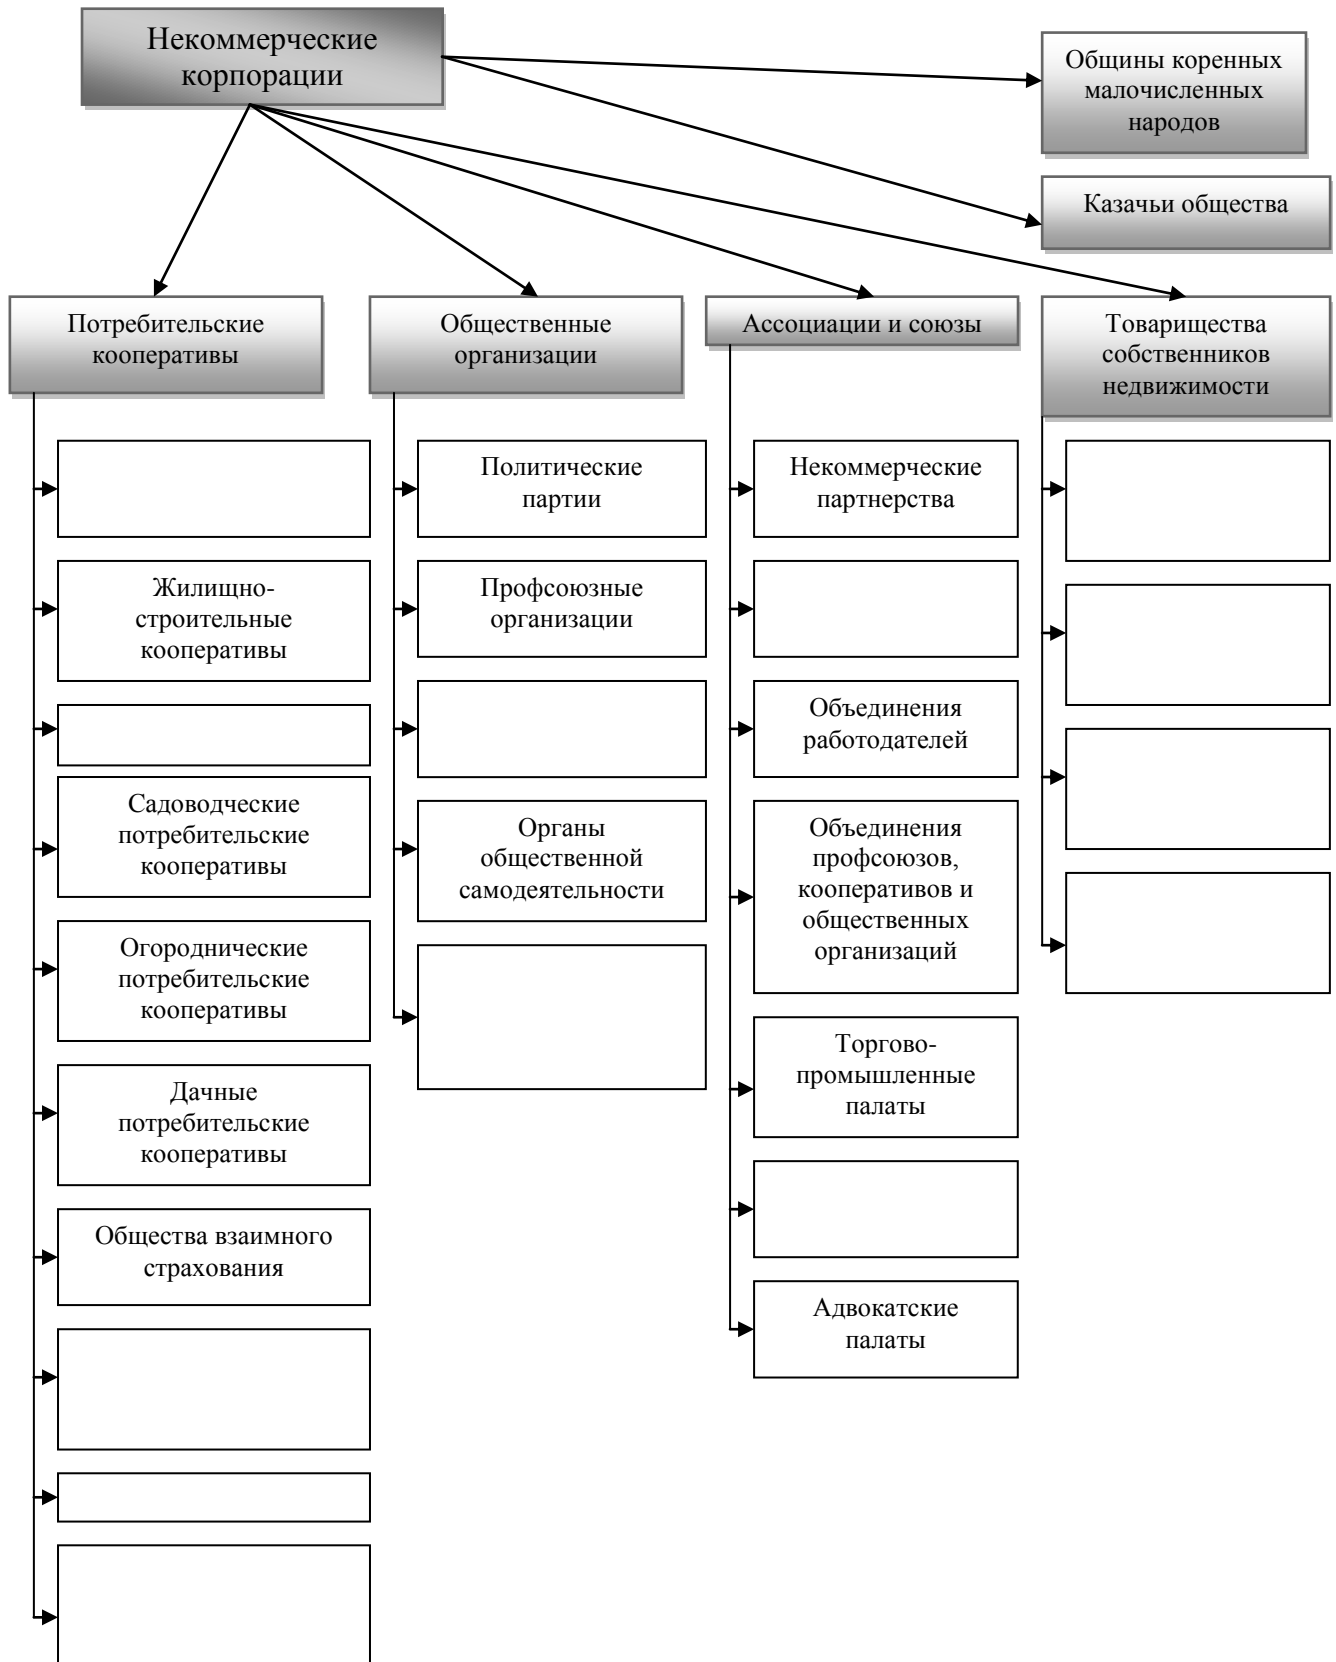 Некоммерческие
корпорации
Общины коренных
малочисленных
народов
Казачьи общества
Потребительские
кооперативы
Общественные
организации
Ассоциации и союзы
Товарищества
собственников
недвижимости
Жилищно-
строительные
кооперативы
Садоводческие
потребительские
кооперативы
Огороднические
потребительские
кооперативы
Дачные
потребительские
кооперативы
Общества взаимного
страхования
Политические
партии
Профсоюзные
организации
Органы
общественной
самодеятельности
Некоммерческие
партнерства
Объединения
работодателей
Объединения
профсоюзов,
кооперативов и
общественных
организаций
Торгово-
промышленные
палаты
Адвокатские
палаты